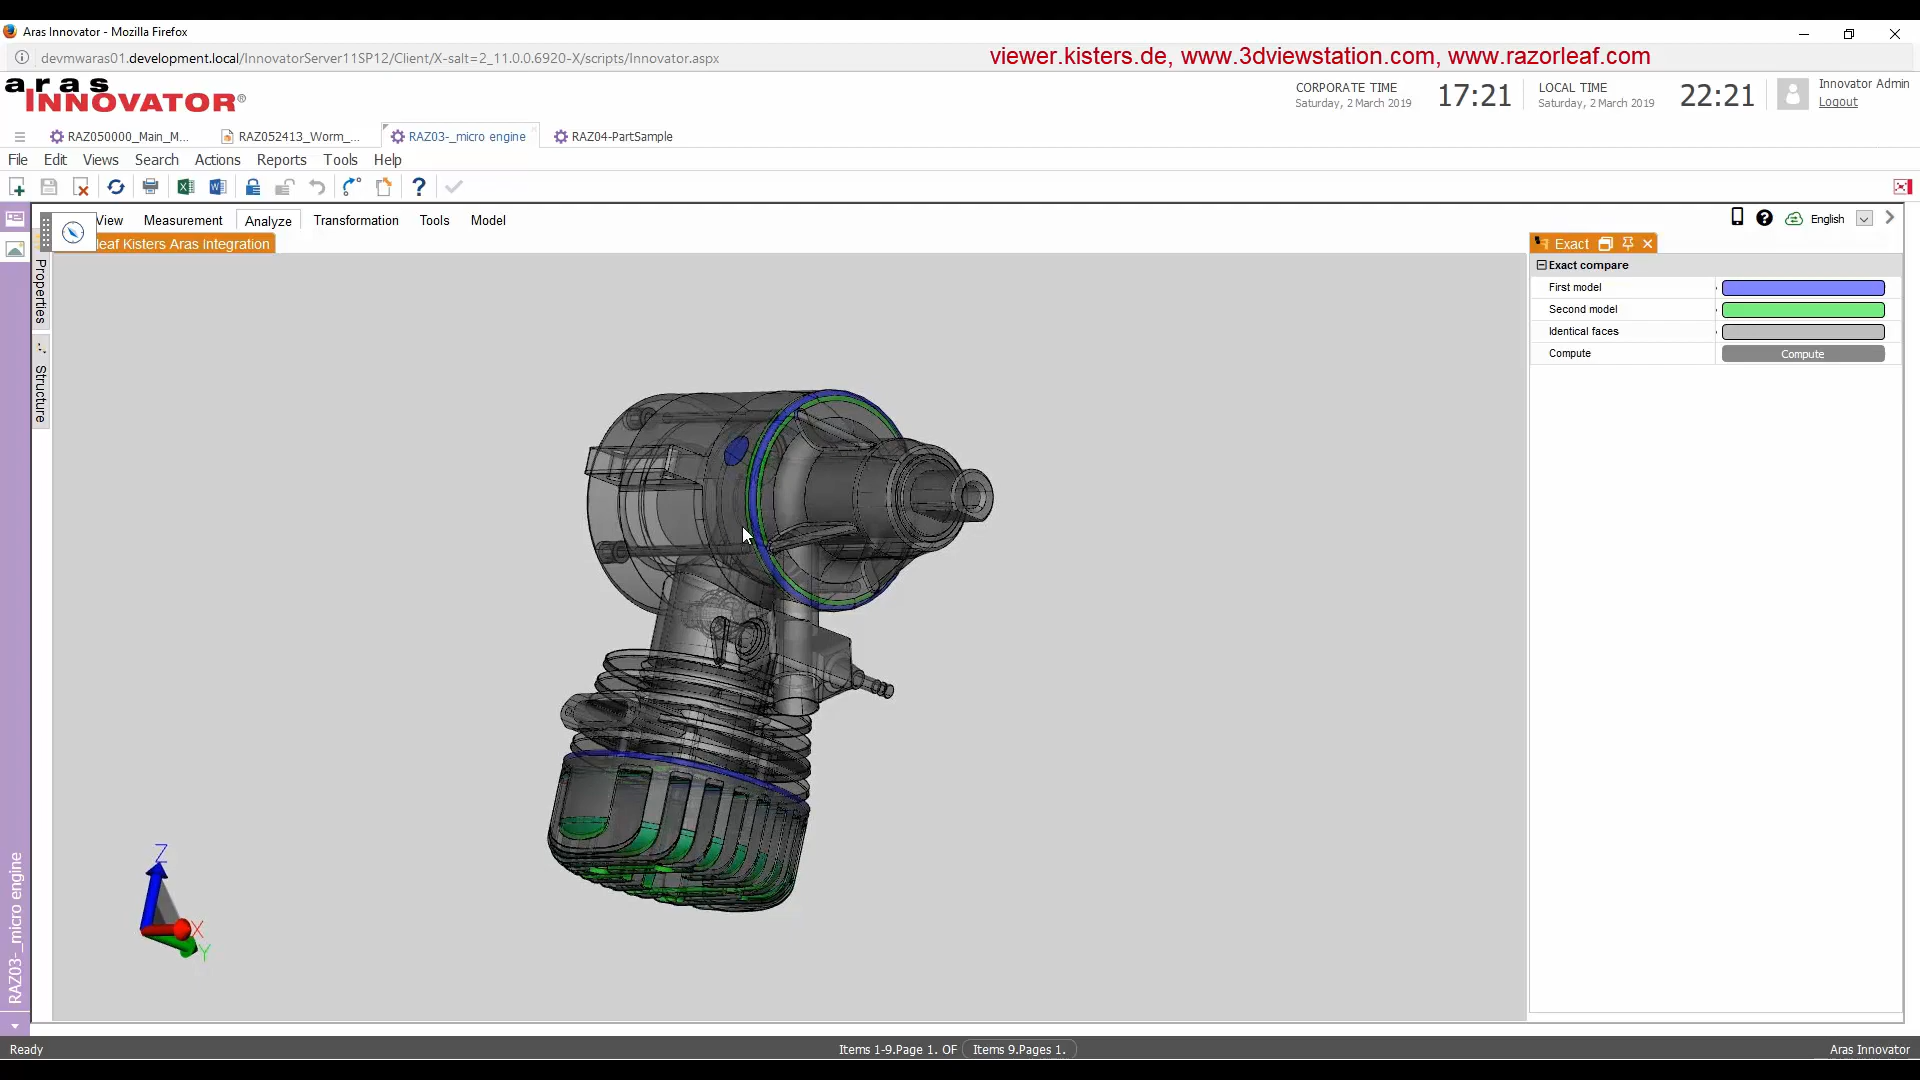 Aras Innovator - Mozilla Firefox
devmwaras01.development.local/InnovatorServer11SP12/Client/X-salt=2_11.0.0.6920-X/scripts/Innovator.aspx
viewer.kisters.de, www.3dviewstation.com, www.razorleaf.com
aras
INNOVATOR®
CORPORATE TIME
Saturday, 2 March 2019
17:21
LOCAL TIME
Saturday, 2 March 2019
22:21
Innovator Admin
Logout
RAZ050000_Main_M...
RAZ052413_Worm_...
RAZ03-_micro engine
RAZ04-PartSample
File Edit Views Search Actions Reports Tools Help
View Measurement Analyze Transformation Tools Model
English
leaf Kisters Aras Integration
Exact
Properties
Structure
Exact compare
First model
Second model
Identical faces
Compute
Compute
Z
X
Y
RAZ03-_micro engine
Ready
Items 1-9.Page 1. OF
Items 9.Pages 1.
Aras Innovator